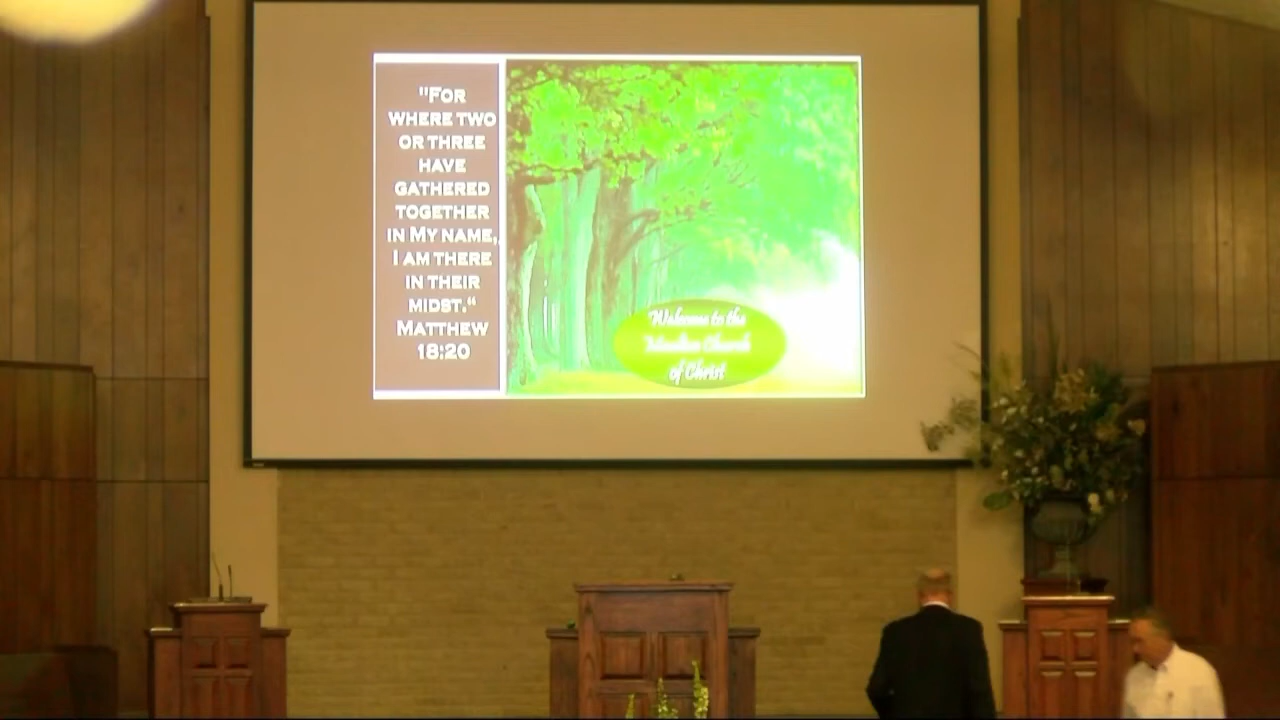 "FOR
WHERE TWO
OR THREE
HAVE
GATHERED
TOGETHER
IN MY NAME,
I AM THERE
IN THEIR
MIDST."
MATTHEW
18:20
Welcome to the
Church
of Christ